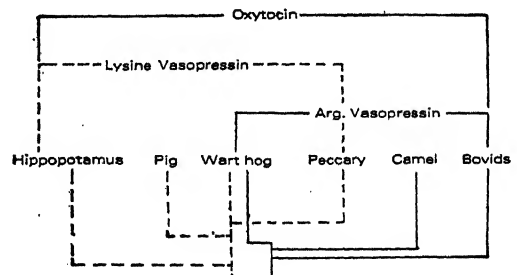 Oxytocin
Lysine Vasopressin
Arg. Vasopressin
Hippopotamus Pig Wart hog Peccary Camel Bovids